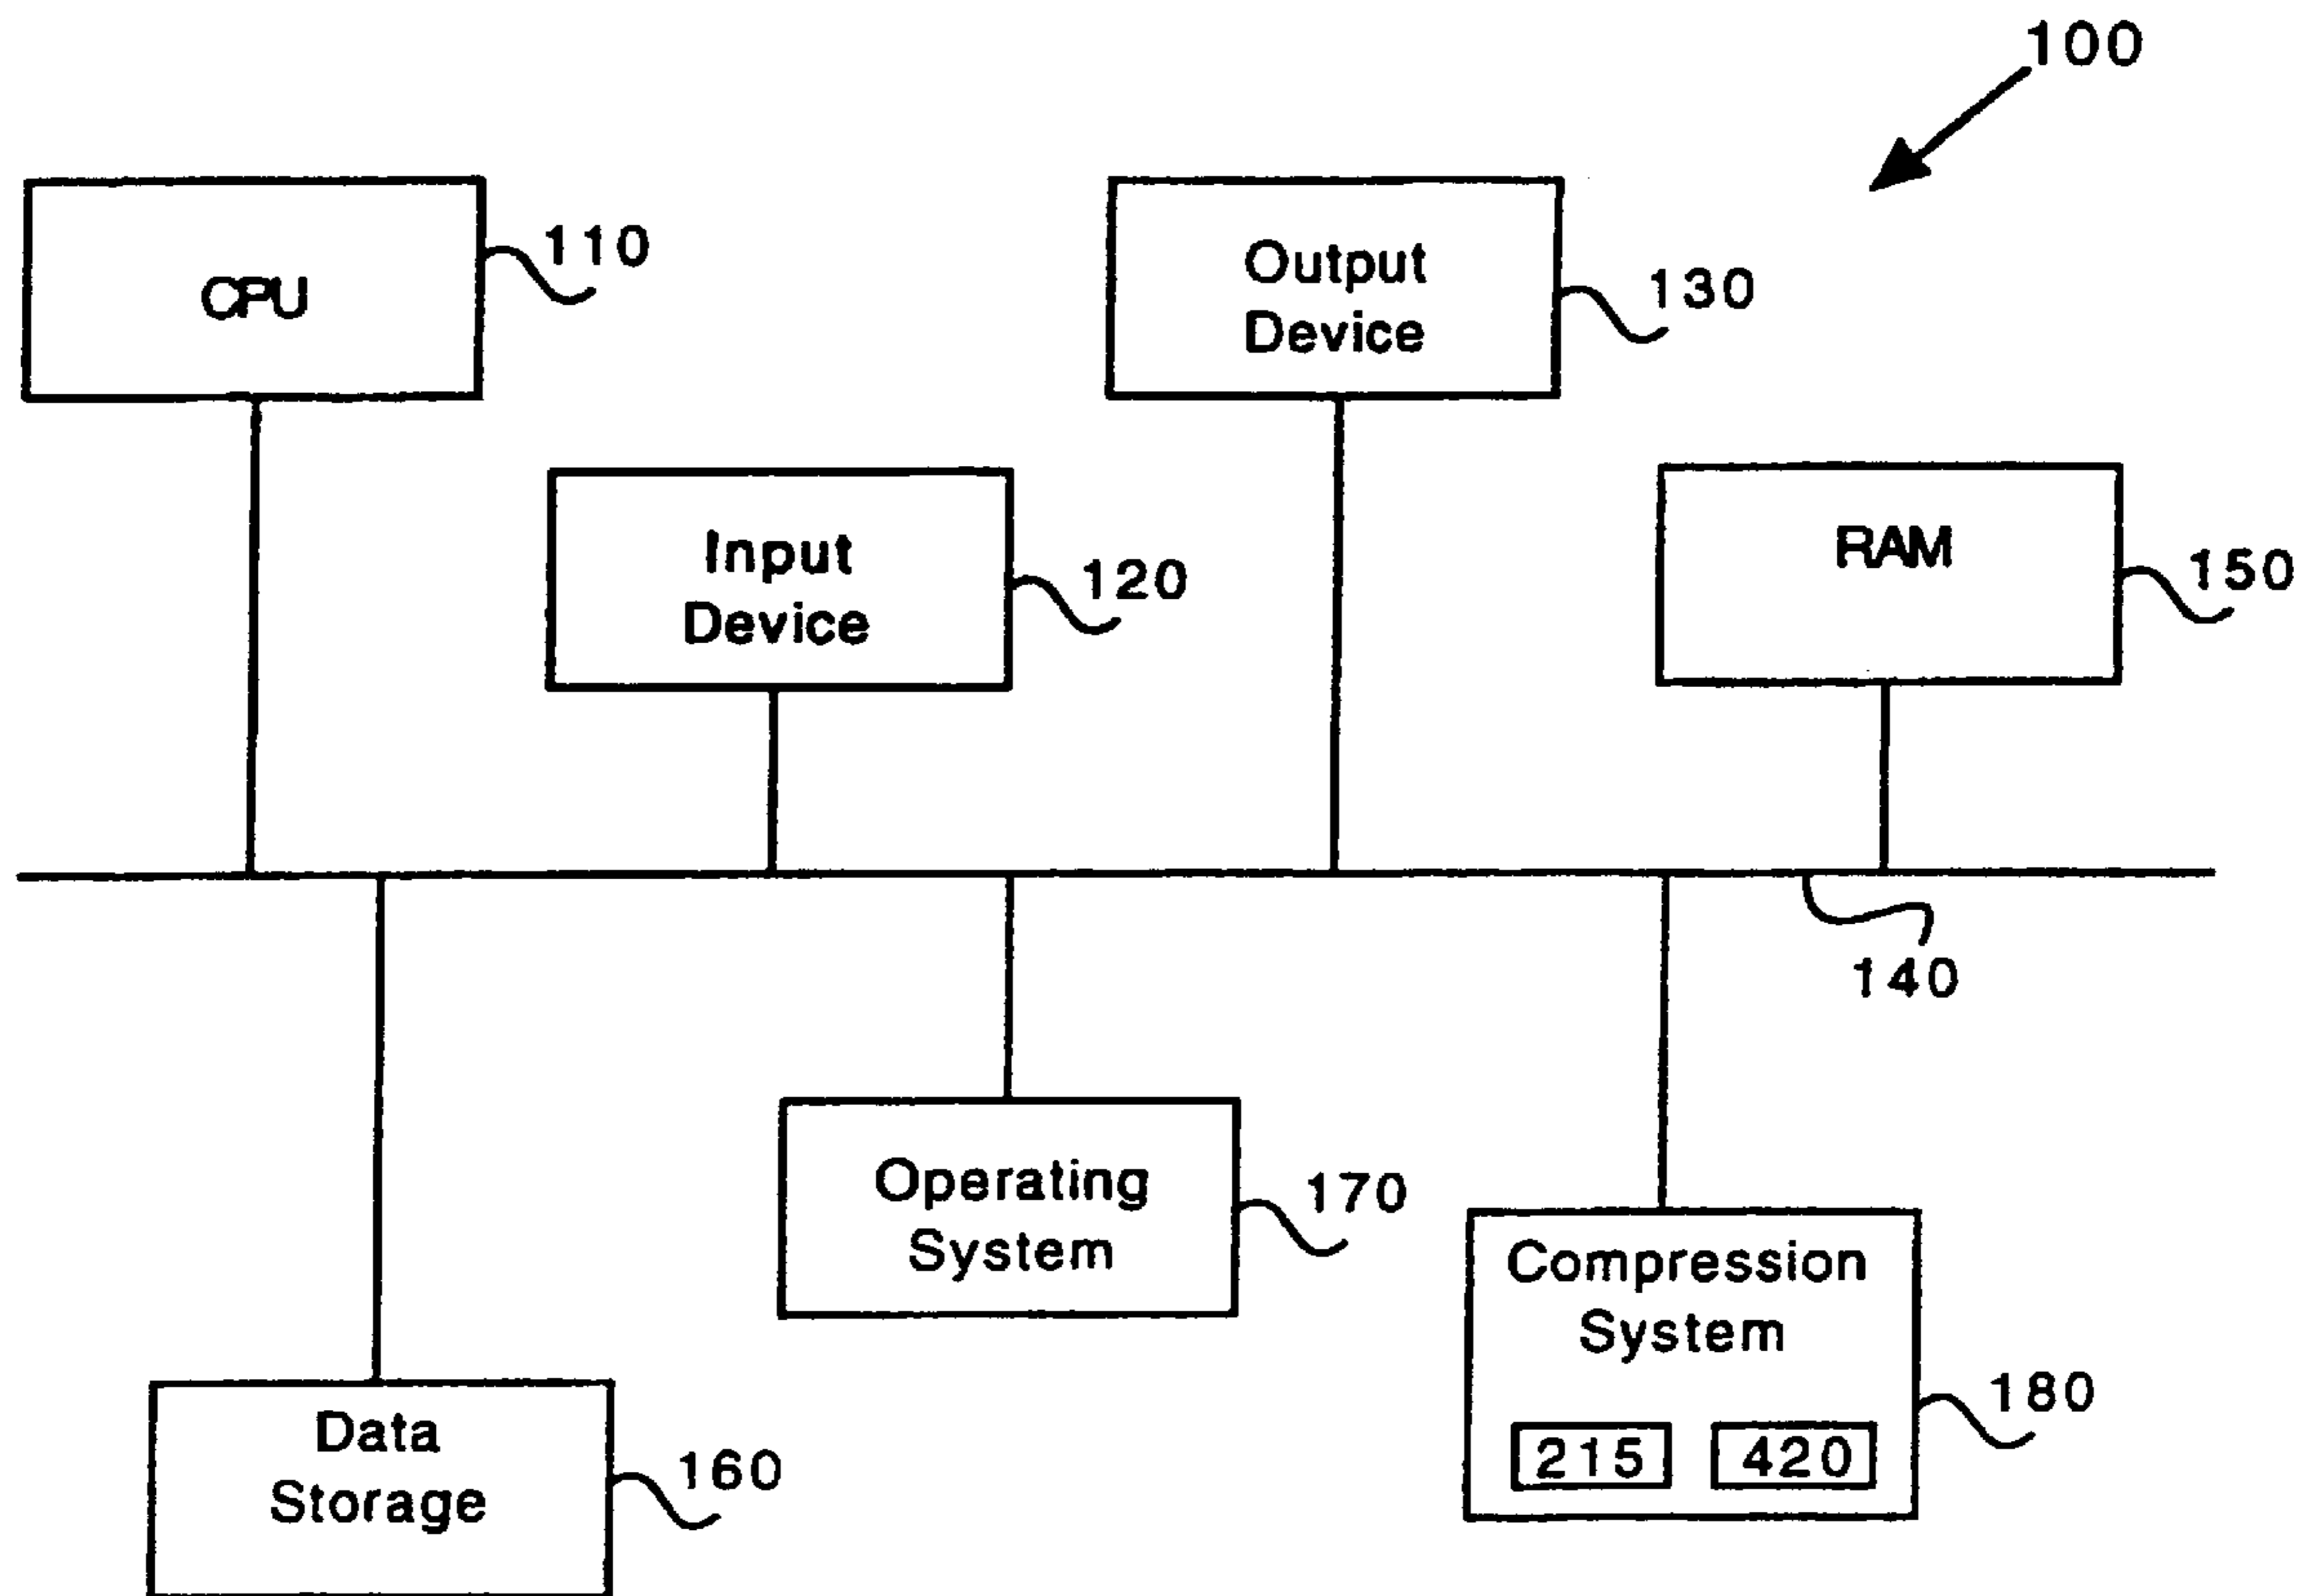 100
CPU
110
Output
Device
130
Input
Device
120
RAM
150
140
Operating
System
170
Compression
System
215 420
180
Data
Storage
160